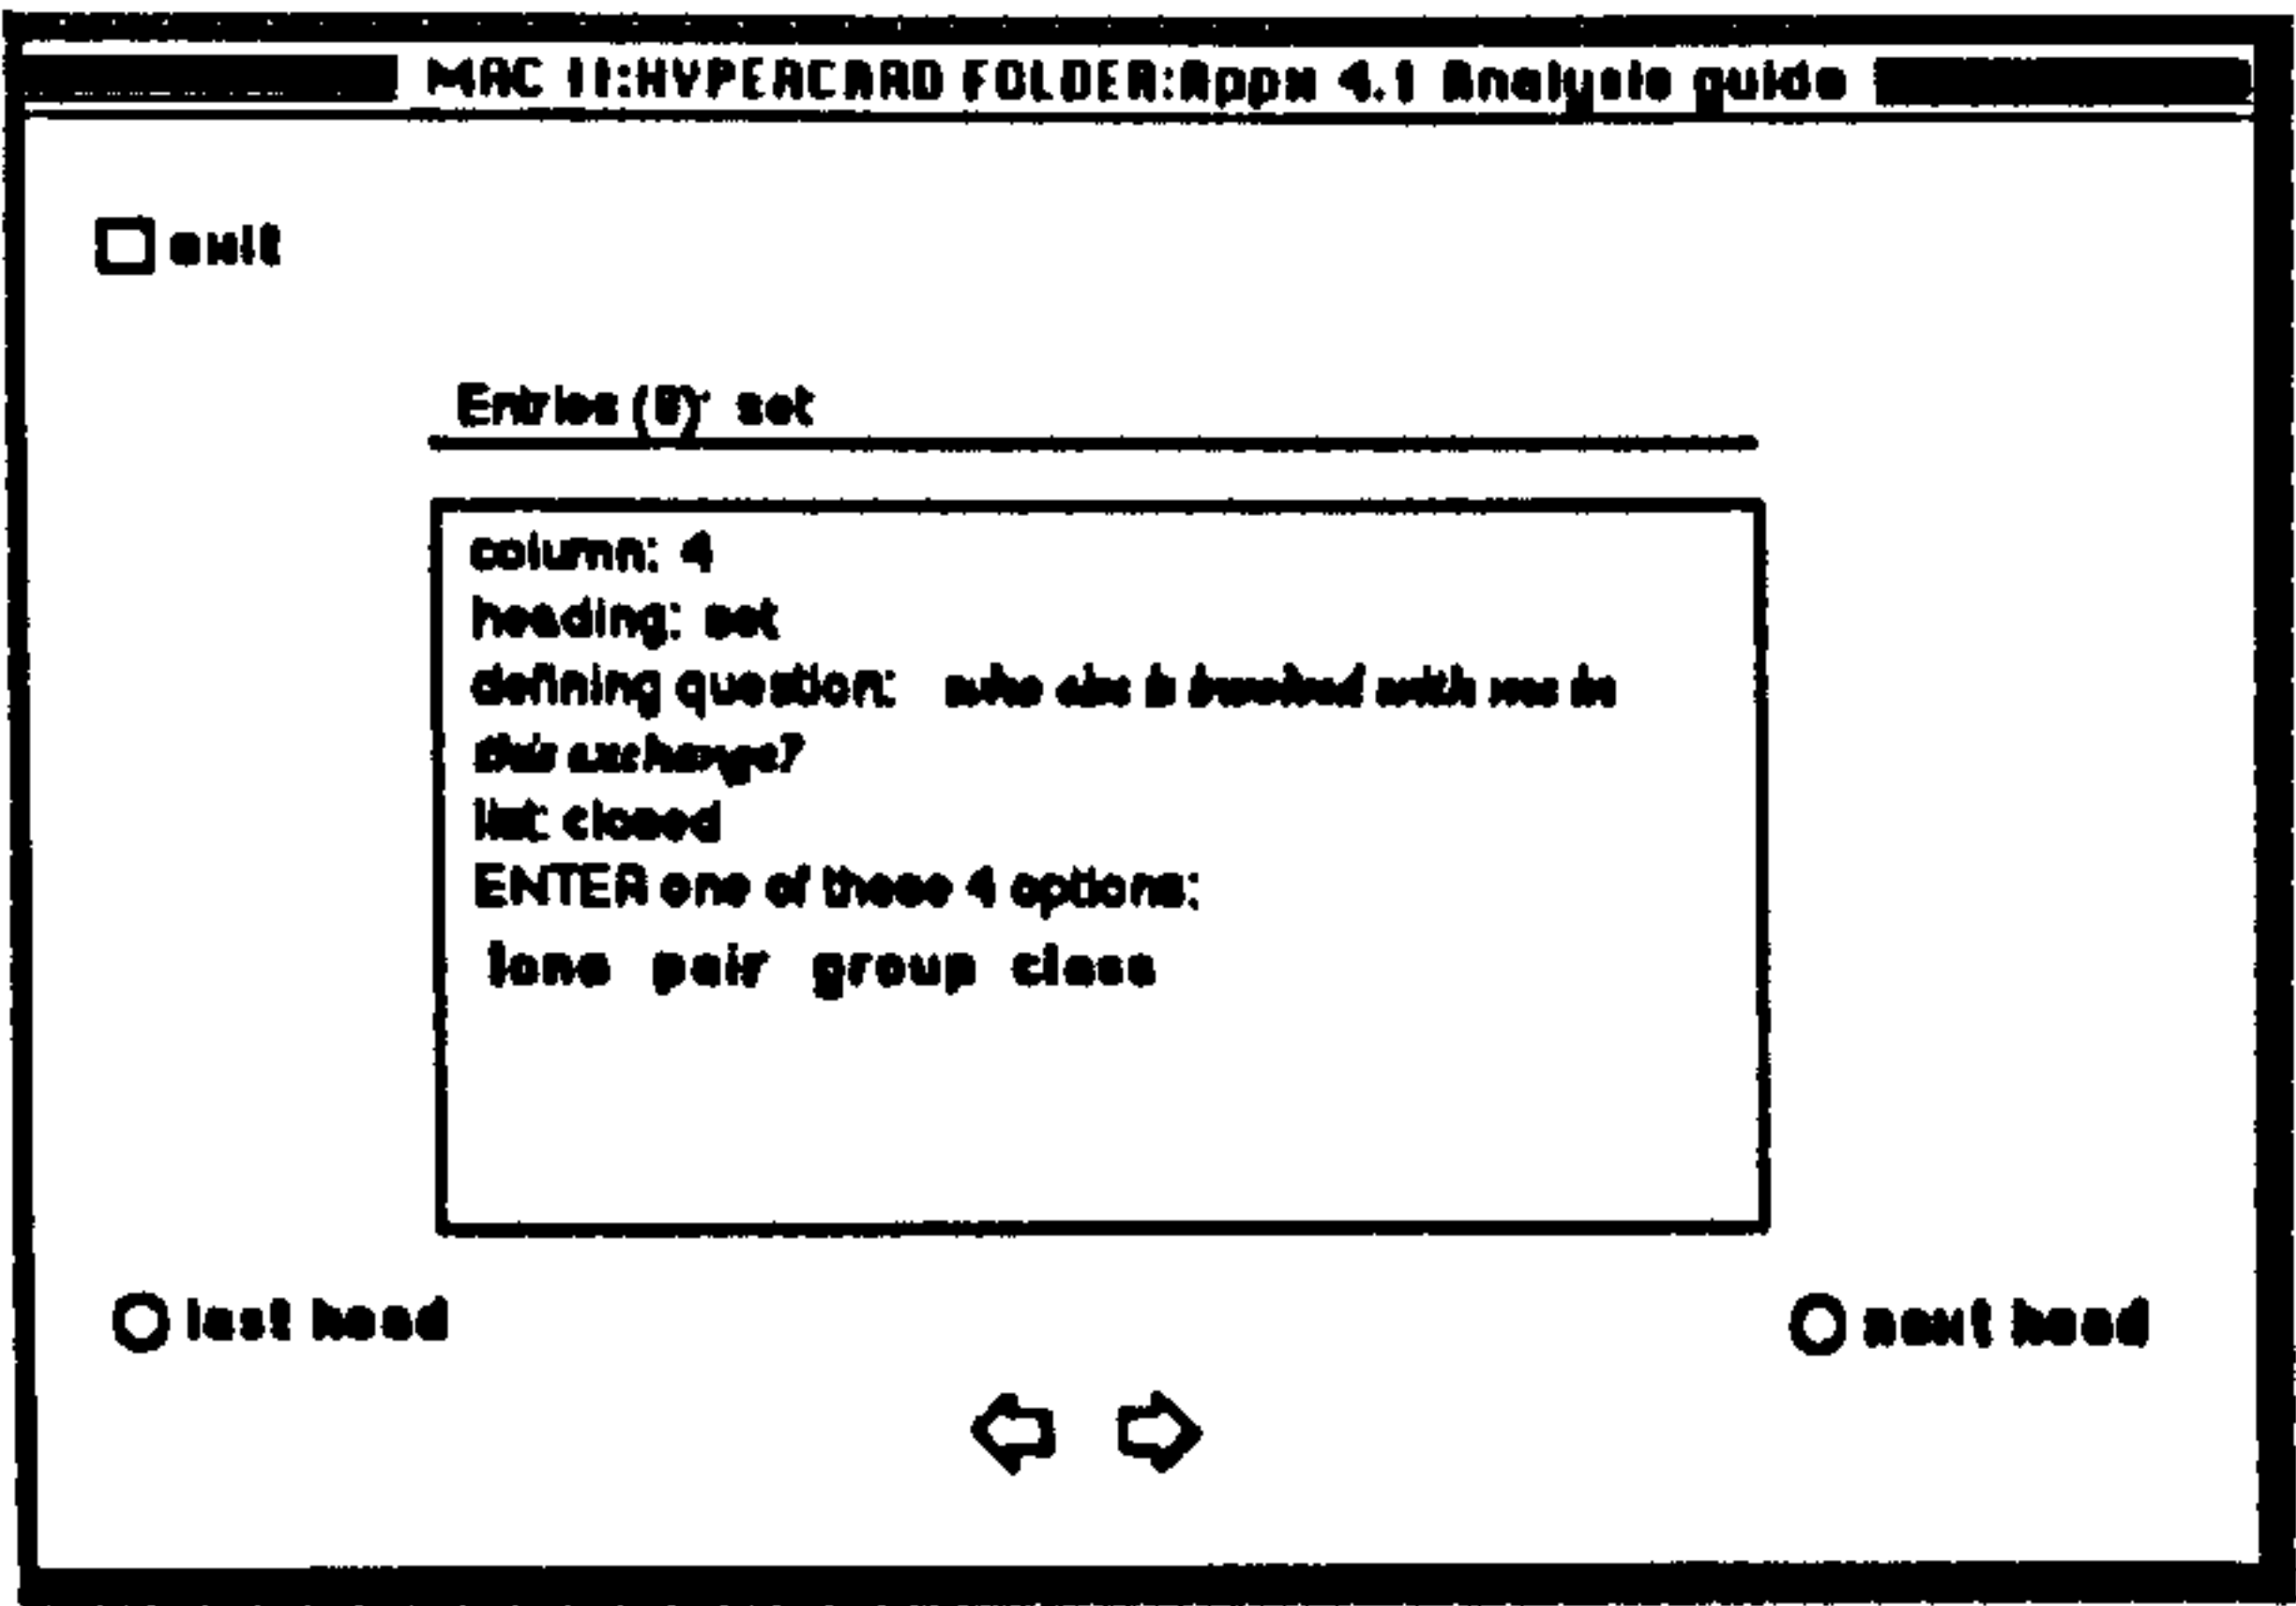 MAC II:HYPERCARD FOLDER:Appx 4.1 Analysis guide
exit
Entries set
column: 4
heading: set
defining question: who else is involved with me in
this exchange?
list: closed
ENTER one of these 4 options:
lone pair group class
last head
next head